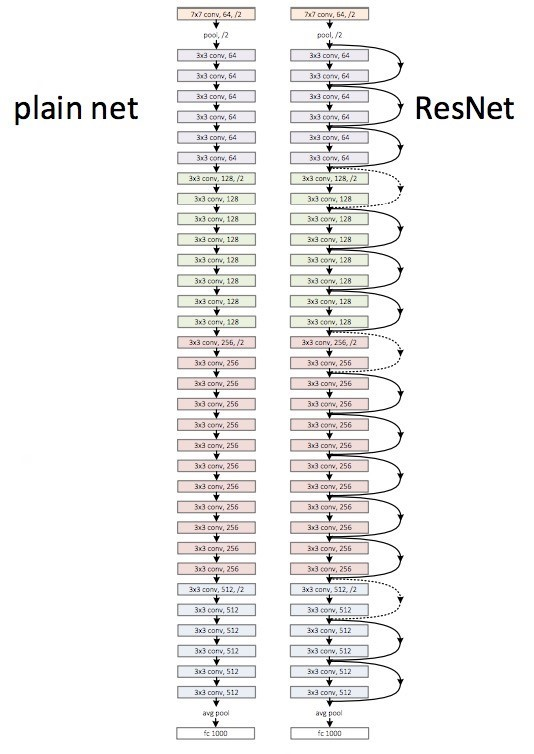 plain net
7x7 conv, 64, /2
pool, /2
3x3 conv, 64
3x3 conv, 64
3x3 conv, 64
3x3 conv, 64
3x3 conv, 64
3x3 conv, 64
3x3 conv, 128, /2
3x3 conv, 128
3x3 conv, 128
3x3 conv, 128
3x3 conv, 128
3x3 conv, 128
3x3 conv, 128
3x3 conv, 128
3x3 conv, 256, /2
3x3 conv, 256
3x3 conv, 256
3x3 conv, 256
3x3 conv, 256
3x3 conv, 256
3x3 conv, 256
3x3 conv, 256
3x3 conv, 256
3x3 conv, 256
3x3 conv, 256
3x3 conv, 256
3x3 conv, 512, /2
3x3 conv, 512
3x3 conv, 512
3x3 conv, 512
3x3 conv, 512
3x3 conv, 512
avg pool
fc 1000
ResNet
7x7 conv, 64, /2
pool, /2
3x3 conv, 64
3x3 conv, 64
3x3 conv, 64
3x3 conv, 64
3x3 conv, 64
3x3 conv, 64
3x3 conv, 128, /2
3x3 conv, 128
3x3 conv, 128
3x3 conv, 128
3x3 conv, 128
3x3 conv, 128
3x3 conv, 128
3x3 conv, 128
3x3 conv, 256, /2
3x3 conv, 256
3x3 conv, 256
3x3 conv, 256
3x3 conv, 256
3x3 conv, 256
3x3 conv, 256
3x3 conv, 256
3x3 conv, 256
3x3 conv, 256
3x3 conv, 256
3x3 conv, 256
3x3 conv, 512, /2
3x3 conv, 512
3x3 conv, 512
3x3 conv, 512
3x3 conv, 512
3x3 conv, 512
avg pool
fc 1000